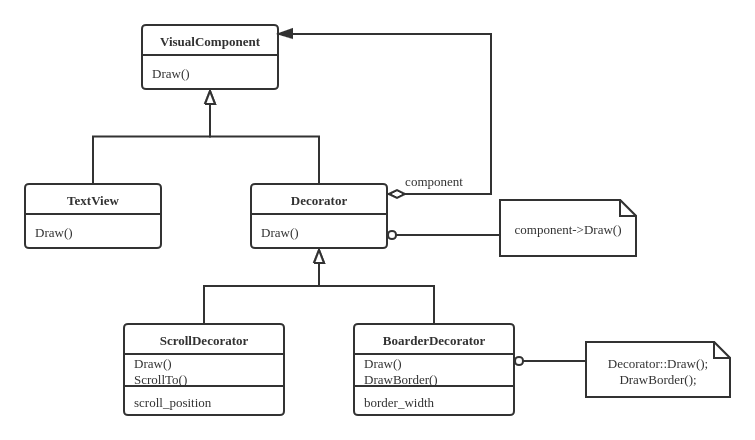 VisualComponent
Draw()
component
TextView
Draw()
Decorator
Draw()
component->Draw()
ScrollDecorator
Draw()
ScrollTo()
scroll_position
BoarderDecorator
Draw()
DrawBorder()
border_width
Decorator::Draw();
DrawBorder();